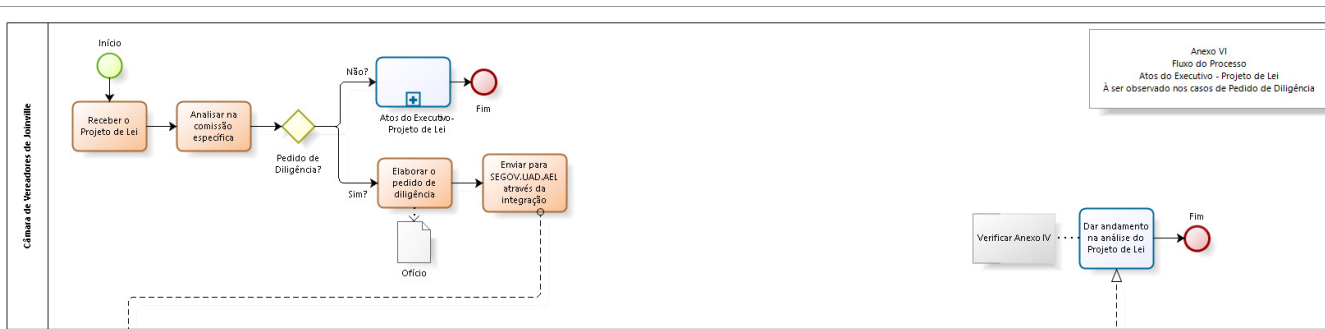 Câmara de Vereadores de Joinville
Início
Receber o
Projeto de Lei
Analisar na
comissão
específica
Pedido de
Diligência?
Não?
Atos do Executivo-
Projeto de Lei
Fim
Sim?
Elaborar o
pedido de
diligência
Ofício
Enviar para
SEGOV.UAD.AEL
através da
integração
Anexo VI
Fluxo do Processo
Atos do Executivo - Projeto de Lei
À ser observado nos casos de Pedido de Diligência
Verificar Anexo IV
Dar andamento
na análise do
Projeto de Lei
Fim